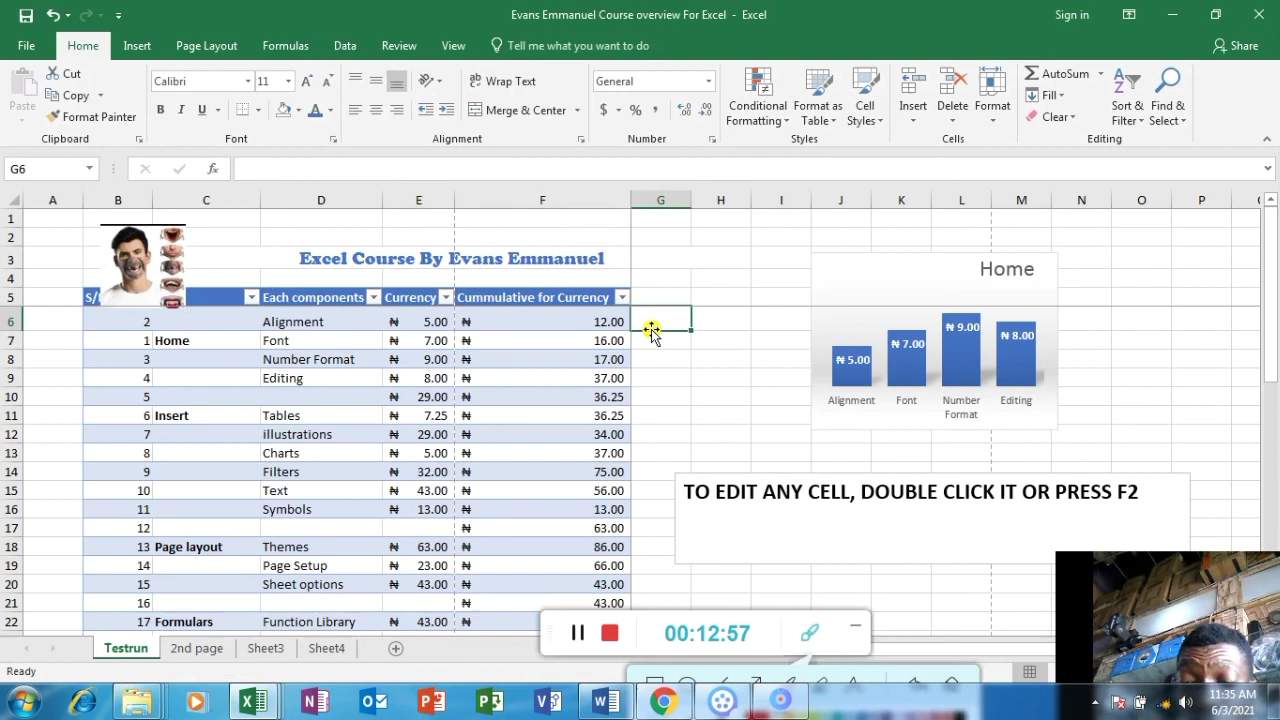 Evans Emmanuel Course overview For Excel - Excel
Sign in
File Home Insert Page Layout Formulas Data Review View Tell me what you want to do Share
Cut
Copy
Format Painter
Paste
Clipboard
Calibri 11
B I U
Font
Wrap Text
Merge & Center
Alignment
General
$ % ,
Number
Conditional Formatting
Format as Table
Cell Styles
Styles
Insert Delete Format
Cells
AutoSum
Fill
Clear
Sort & Filter
Find & Select
Editing
G6 fx
A B C D E F G H I J K L M N O P
1
2
3 Excel Course By Evans Emmanuel
4
5 Each components Currency Cummulative for Currency
6 2 Alignment ₦ 5.00 ₦ 12.00
7 1 Home Font ₦ 7.00 ₦ 16.00
8 3 Number Format ₦ 9.00 ₦ 17.00
9 4 Editing ₦ 8.00 ₦ 37.00
10 5 ₦ 29.00 ₦ 36.25
11 6 Insert Tables ₦ 7.25 ₦ 36.25
12 7 illustrations ₦ 29.00 ₦ 34.00
13 8 Charts ₦ 5.00 ₦ 37.00
14 9 Filters ₦ 32.00 ₦ 75.00
15 10 Text ₦ 43.00 ₦ 56.00
16 11 Symbols ₦ 13.00 ₦ 13.00
17 12 ₦ 63.00
18 13 Page layout Themes ₦ 63.00 ₦ 86.00
19 14 Page Setup ₦ 23.00 ₦ 66.00
20 15 Sheet options ₦ 43.00 ₦ 43.00
21 16 ₦ 43.00
22 17 Formulars Function Library ₦ 43.00 ₦
Home
₦ 5.00 ₦ 7.00 ₦ 9.00 ₦ 8.00
Alignment Font Number Format Editing
TO EDIT ANY CELL, DOUBLE CLICK IT OR PRESS F2
00:12:57
Testrun 2nd page Sheet3 Sheet4
Ready
11:35 AM
6/3/2021